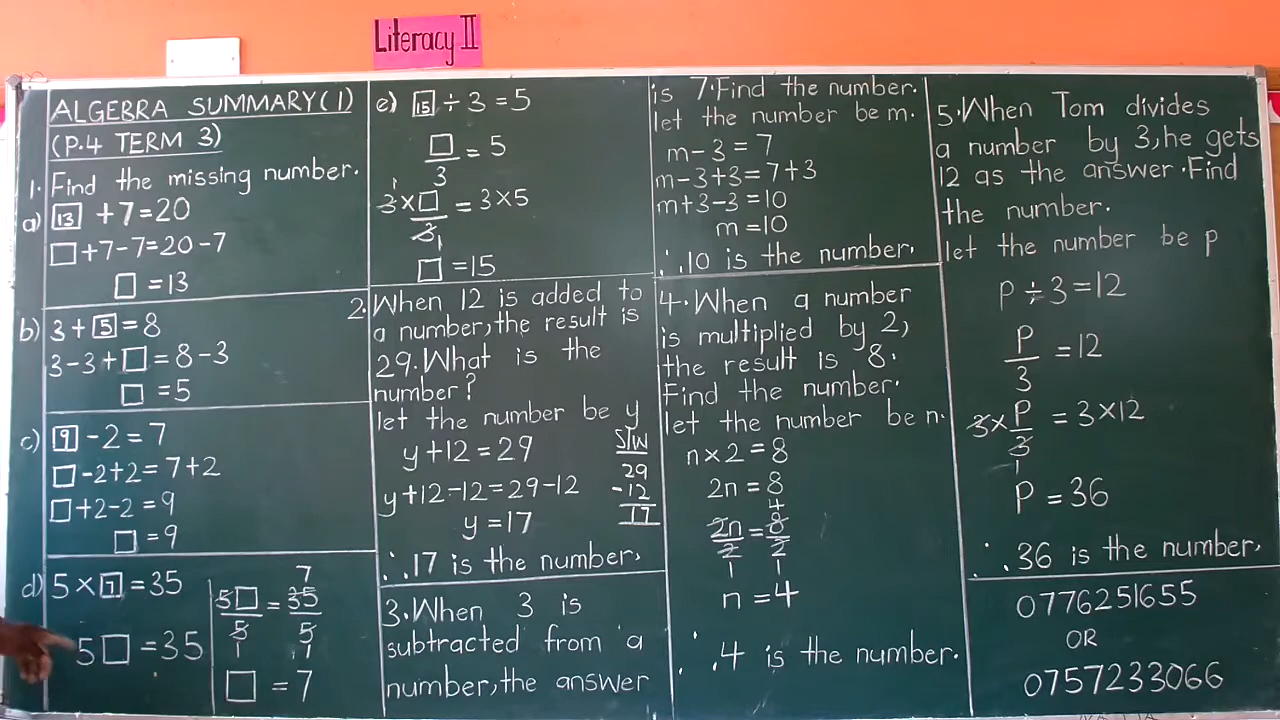 Literacy II
ALGEBRA SUMMARY(1)
(P.4 TERM 3)
1. Find the missing number.
a) [13] +7=20
□+7-7=20-7
□ =13
b) 3+[5]=8
3-3+□=8-3
□ =5
c) [9]-2=7
□-2+2=7+2
□+2-2=9
□ =9
d) 5×[7]=35
5□ =35
7
5□ = 35
5 5
1 1
□ =7
e) [15]÷3=5
□ =5
3
1
3×□ =3×5
3 1
□ =15
2. When 12 is added to
a number, the result is
29. What is the
number?
let the number be y
y+12=29
y+12-12=29-12
y=17
S/W
29
-12
17
∴ 17 is the number.
3. When 3 is
subtracted from a
number, the answer
is 7. Find the number.
let the number be m.
m-3=7
m-3+3=7+3
m+3-3=10
m=10
∴ 10 is the number.
4. When a number
is multiplied by 2,
the result is 8.
Find the number.
let the number be n.
n×2=8
2n=8
4
2n = 8
2 2
1 1
n=4
∴ 4 is the number.
5. When Tom divides
a number by 3, he gets
12 as the answer. Find
the number.
let the number be p
p÷3=12
p =12
3
3×p =3×12
3
1
p=36
∴ 36 is the number.
0776251655
OR
0757233066